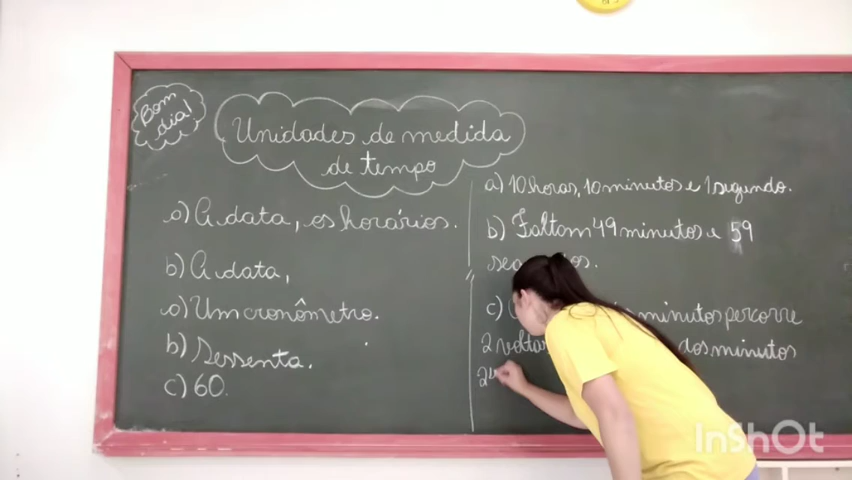 Bom
dia!
Unidades de medida
de tempo
a) A data, os horários.
b) A data,
a) Um cronômetro.
b) Sessenta.
c) 60.
a) 10 horas, 10 minutos e 1 segundo.
b) Faltam 49 minutos e 59
c) minutos percorre
2 voltas dos minutos
InShOt